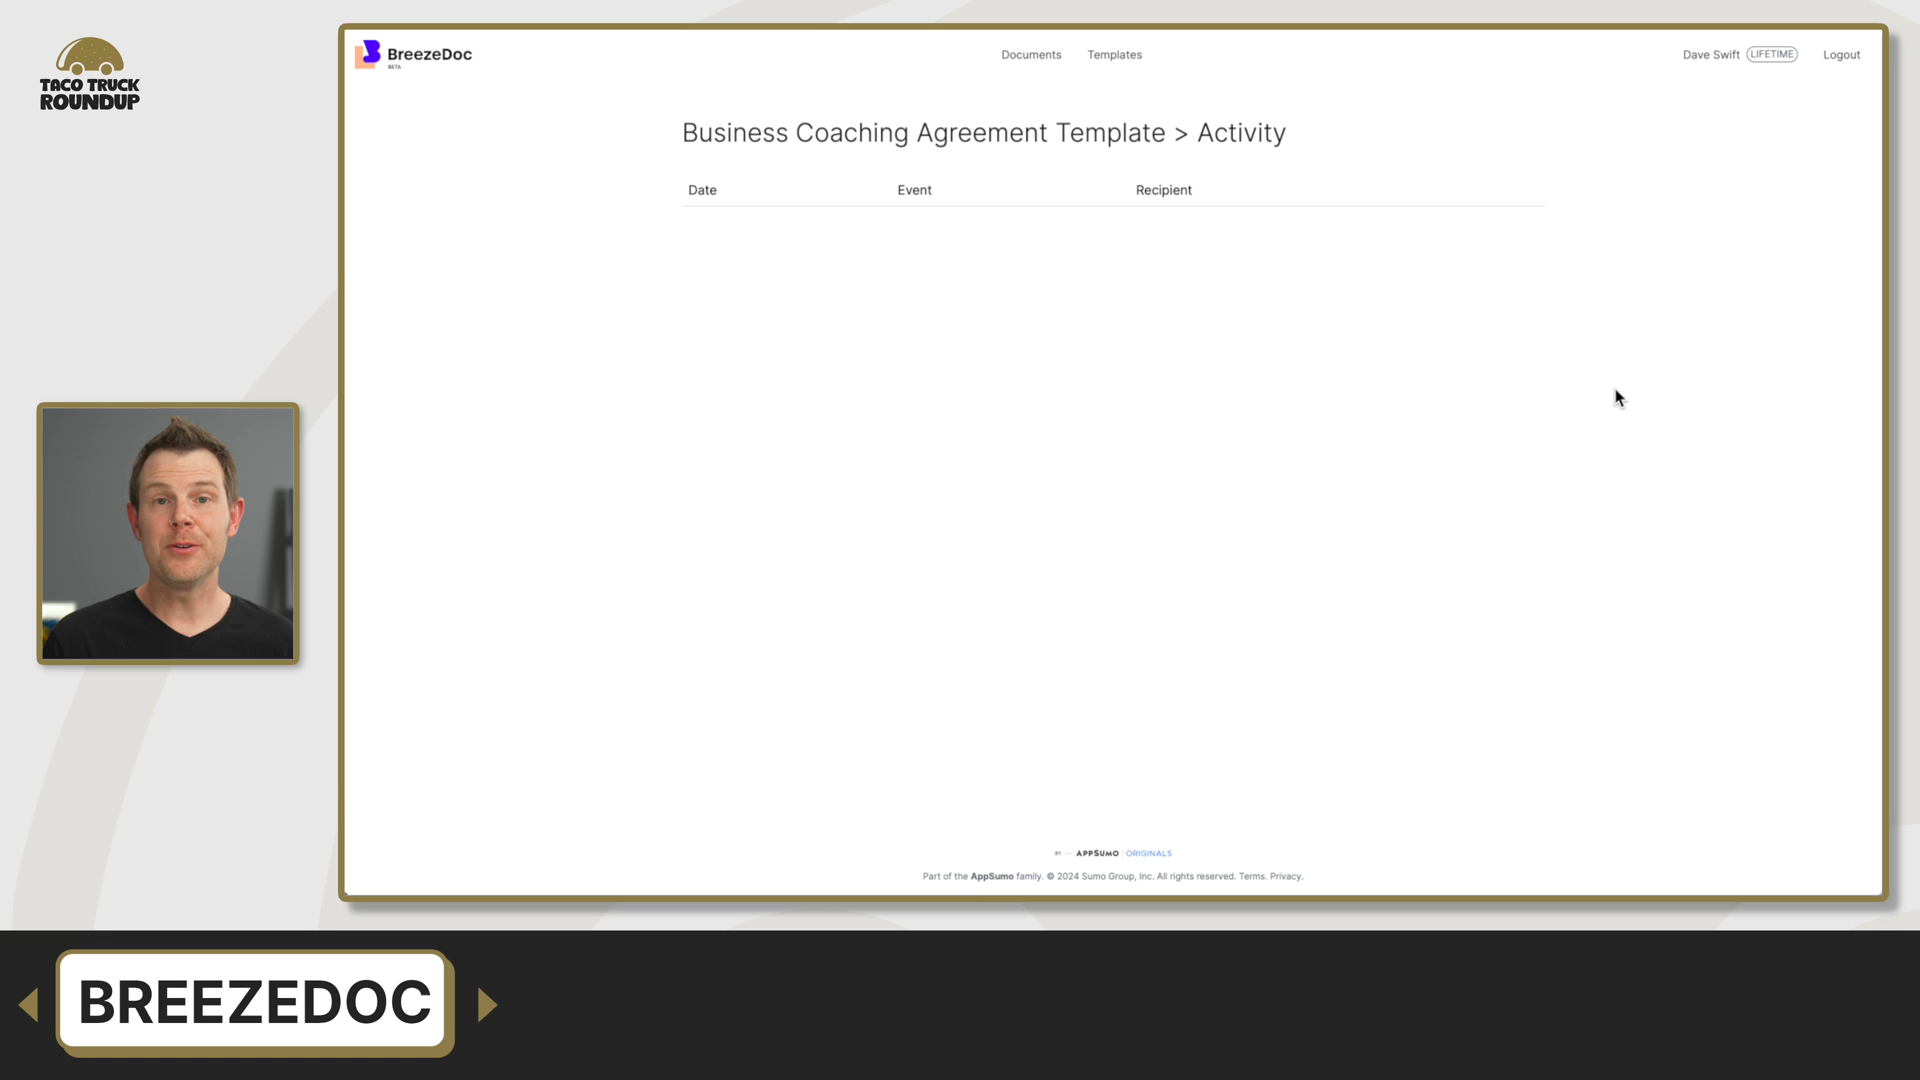 TACO TRUCK
ROUNDUP
BreezeDoc
BETA
Documents
Templates
Dave Swift
LIFETIME
Logout
Business Coaching Agreement Template > Activity
Date
Event
Recipient
BY — APPSUMO | ORIGINALS
Part of the AppSumo family. © 2024 Sumo Group, Inc. All rights reserved. Terms. Privacy.
BREEZEDOC